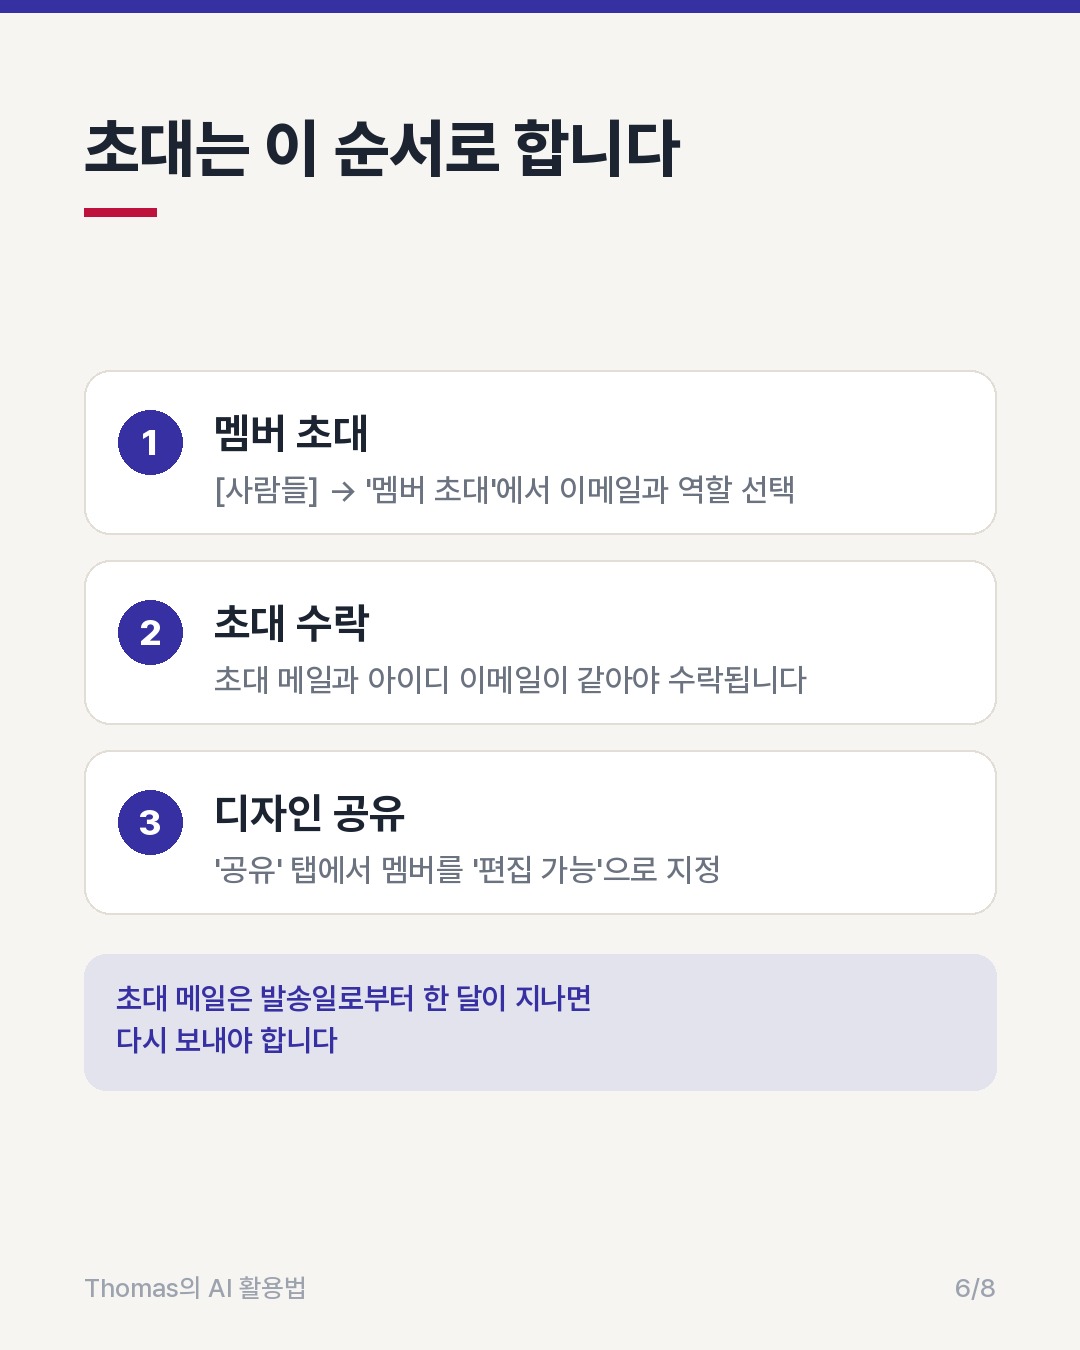 초대는 이 순서로 합니다
1
멤버 초대
[사람들] → '멤버 초대'에서 이메일과 역할 선택
2
초대 수락
초대 메일과 아이디 이메일이 같아야 수락됩니다
3
디자인 공유
'공유' 탭에서 멤버를 '편집 가능'으로 지정
초대 메일은 발송일로부터 한 달이 지나면
다시 보내야 합니다
Thomas의 AI 활용법
6/8